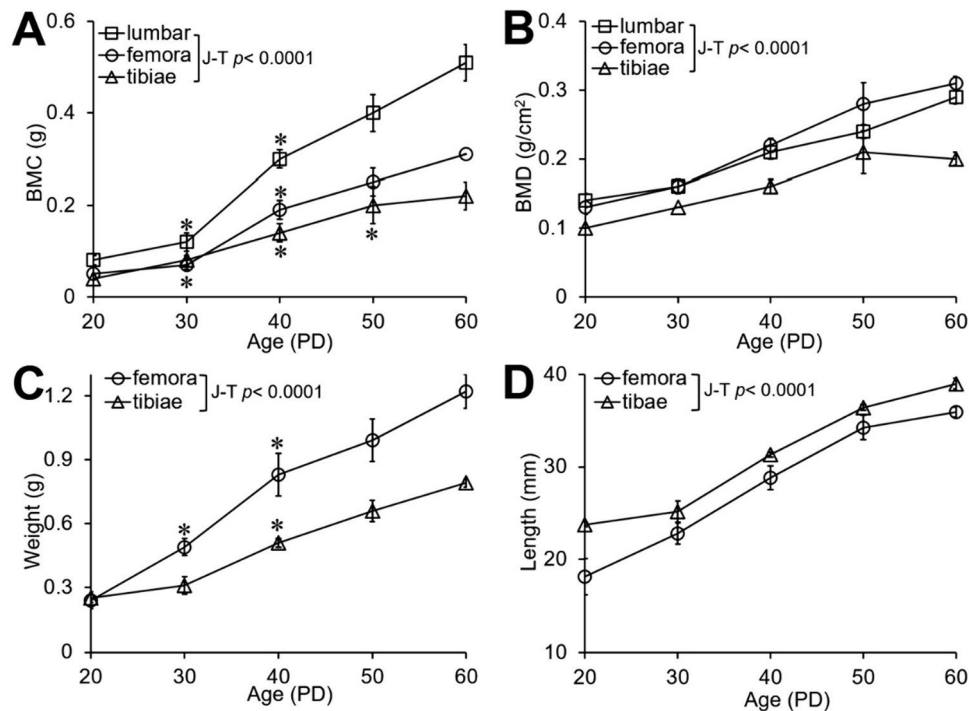 A
lumbar
femora
tibiae
J-T p< 0.0001
BMC (g)
0.6
0.4
0.2
0
* * * * * *
20 30 40 50 60
Age (PD)
B
lumbar
femora
tibiae
J-T p< 0.0001
BMD (g/cm²)
0.4
0.3
0.2
0.1
0
20 30 40 50 60
Age (PD)
C
femora
tibiae
J-T p< 0.0001
Weight (g)
1.2
0.9
0.6
0.3
0
* * *
20 30 40 50 60
Age (PD)
D
femora
tibae
J-T p< 0.0001
Length (mm)
40
30
20
10
20 30 40 50 60
Age (PD)